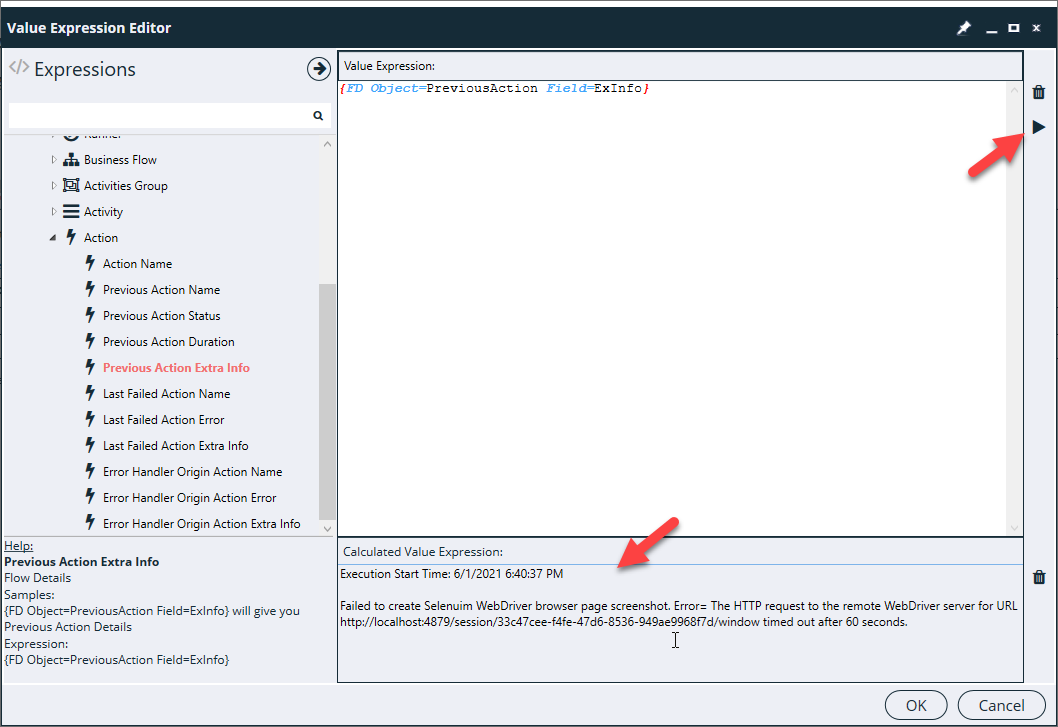 Value Expression Editor
</> Expressions
Runner
Business Flow
Activities Group
Activity
Action
Action Name
Previous Action Name
Previous Action Status
Previous Action Duration
Previous Action Extra Info
Last Failed Action Name
Last Failed Action Error
Last Failed Action Extra Info
Error Handler Origin Action Name
Error Handler Origin Action Error
Error Handler Origin Action Extra Info
Help:
Previous Action Extra Info
Flow Details
Samples:
{FD Object=PreviousAction Field=ExInfo} will give you
Previous Action Details
Expression:
{FD Object=PreviousAction Field=ExInfo}
Value Expression:
{FD Object=PreviousAction Field=ExInfo}
Calculated Value Expression:
Execution Start Time: 6/1/2021 6:40:37 PM
Failed to create Selenuim WebDriver browser page screenshot. Error= The HTTP request to the remote WebDriver server for URL
http://localhost:4879/session/33c47cee-f4fe-47d6-8536-949ae9968f7d/window timed out after 60 seconds.
OK
Cancel